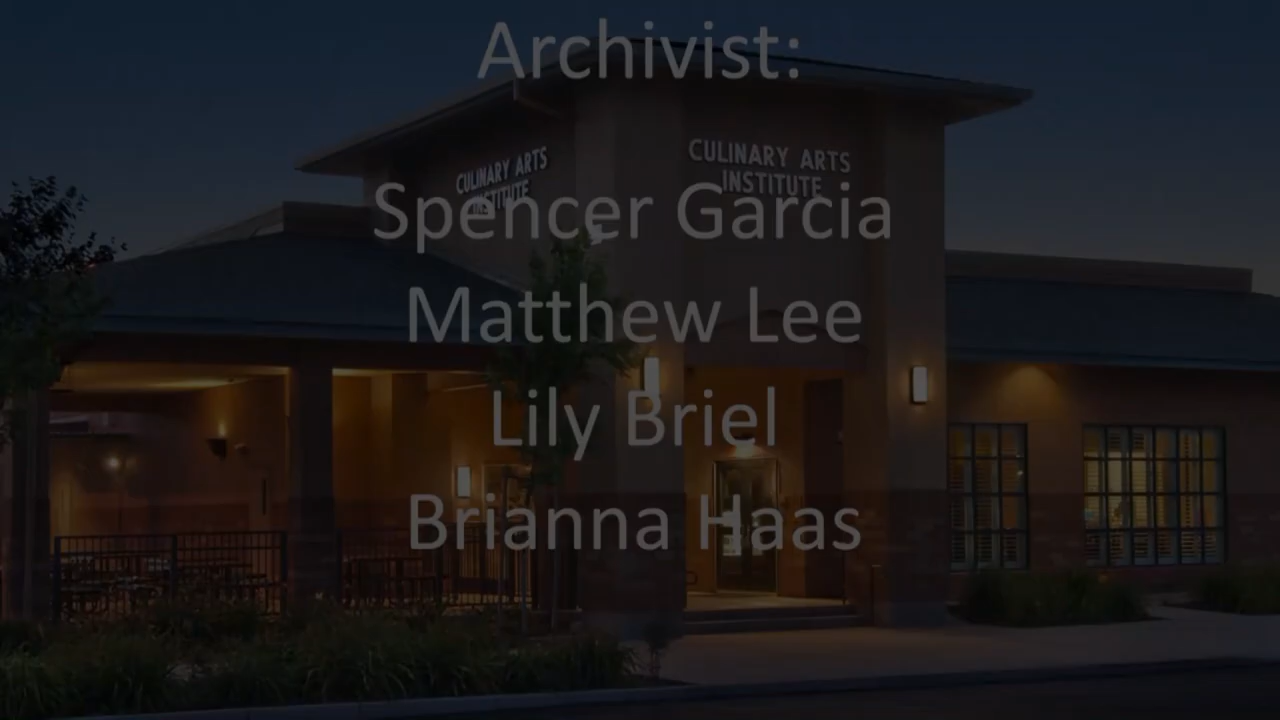 Archivist:
CULINARY ARTS
INSTITUTE
CULINARY ARTS
INSTITUTE
Spencer Garcia
Matthew Lee
Lily Briel
Brianna Haas